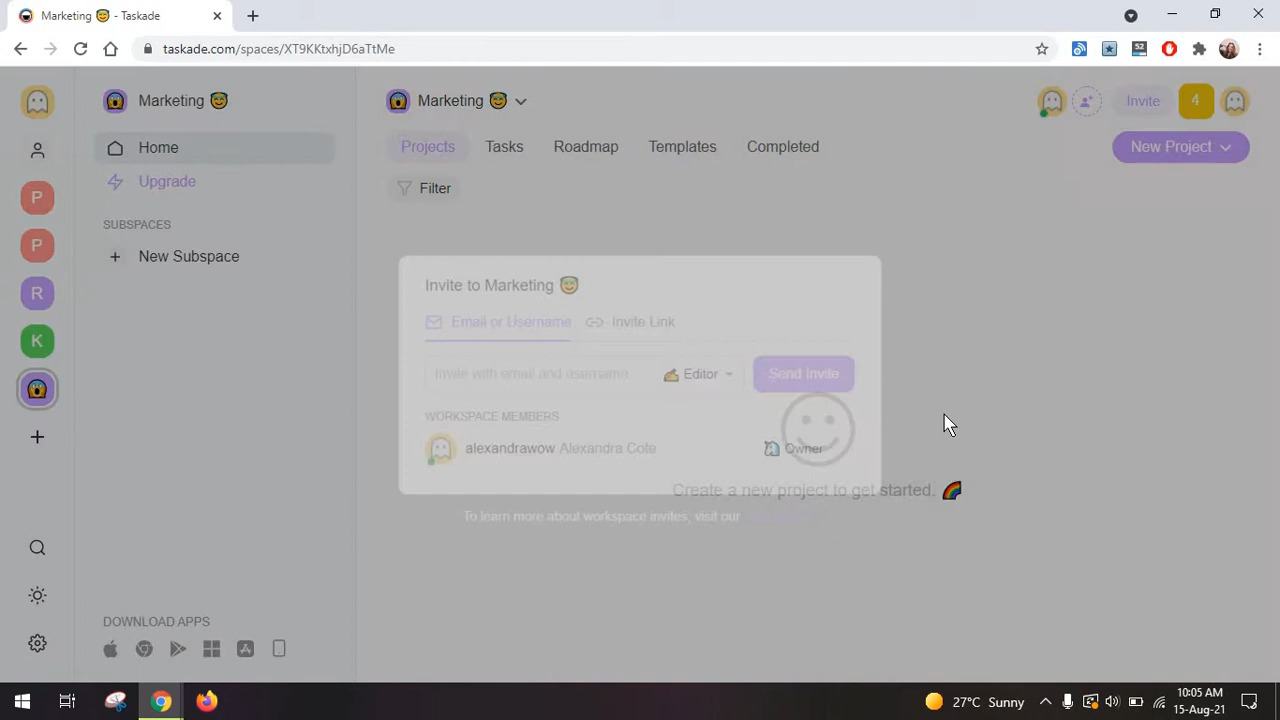 Marketing 😇 - Taskade
taskade.com/spaces/XT9KKtxhjD6aTtMe
52
Marketing 😇
Home
Upgrade
SUBSPACES
New Subspace
P
P
R
K
DOWNLOAD APPS
Marketing 😇
Invite
4
Projects
Tasks
Roadmap
Templates
Completed
New Project
Filter
Invite to Marketing 😇
Email or Username
Invite Link
Invite with email and username
Editor
Send Invite
WORKSPACE MEMBERS
alexandrawow Alexandra Cote
Owner
Create a new project to get started. 🌈
To learn more about workspace invites, visit our
27°C Sunny
10:05 AM
15-Aug-21